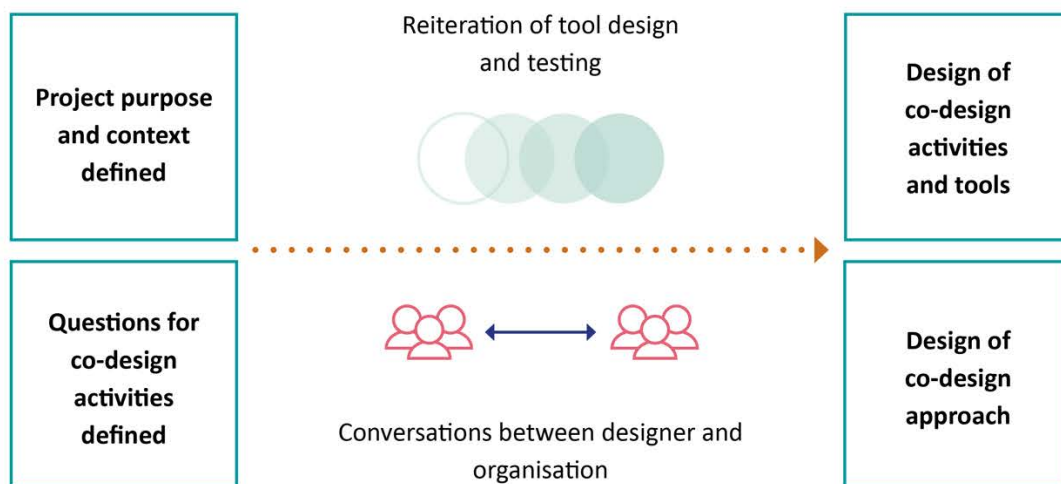 Project purpose
and context
defined
Reiteration of tool design
and testing
Design of
co-design
activities
and tools
Questions for
co-design
activities
defined
Conversations between designer and
organisation
Design of
co-design
approach